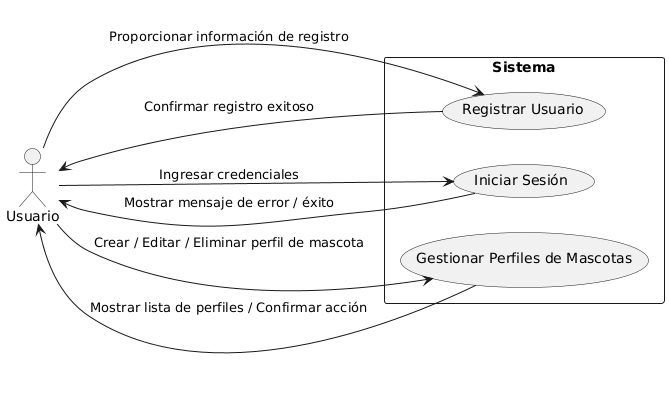 Proporcionar información de registro
Sistema
Confirmar registro exitoso
Registrar Usuario
Ingresar credenciales
Iniciar Sesión
Mostrar mensaje de error / éxito
Usuario
Crear / Editar / Eliminar perfil de mascota
Gestionar Perfiles de Mascotas
Mostrar lista de perfiles / Confirmar acción